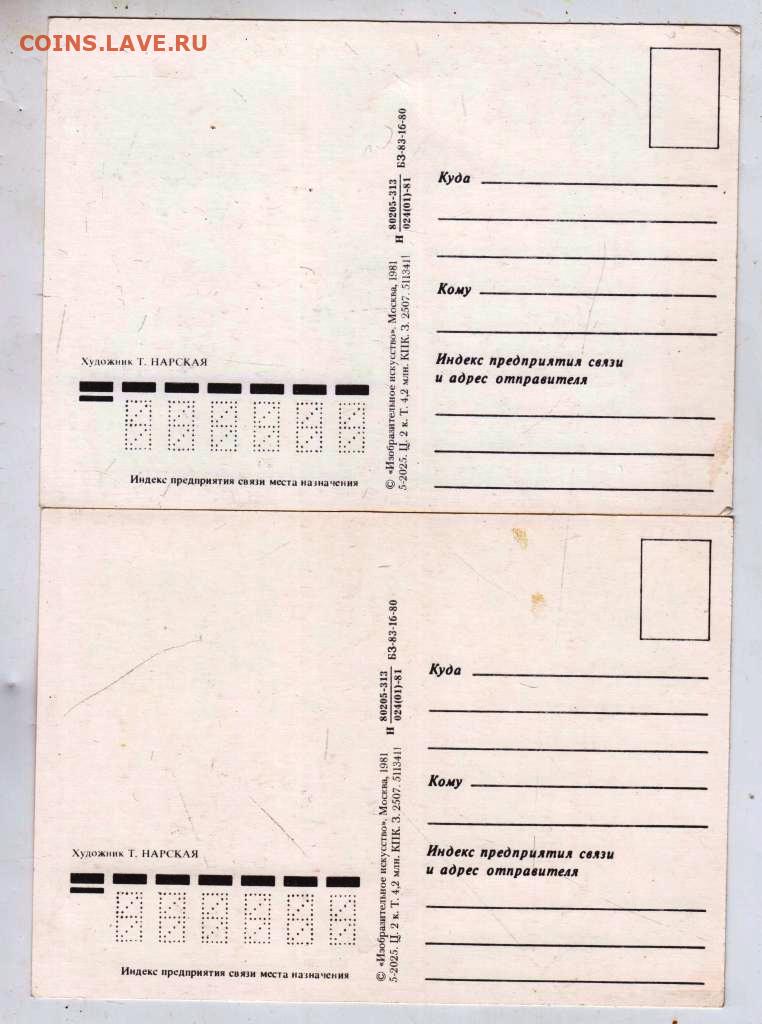 COINS.LAVE.RU
Художник Т. НАРСКАЯ
Индекс предприятия связи места назначения
© «Изобразительное искусство». Москва, 1981
5-2025. Ц. 2 к. Т. 4,2 млн. КПК. З. 2507. 511341!
Н 80205-313
024(01)-81
БЗ-83-16-80
Куда
Кому
Индекс предприятия связи
и адрес отправителя
Художник Т. НАРСКАЯ
Индекс предприятия связи места назначения
© «Изобразительное искусство». Москва, 1981
5-2025. Ц. 2 к. Т. 4,2 млн. КПК. З. 2507. 511341!
Н 80205-313
024(01)-81
БЗ-83-16-80
Куда
Кому
Индекс предприятия связи
и адрес отправителя